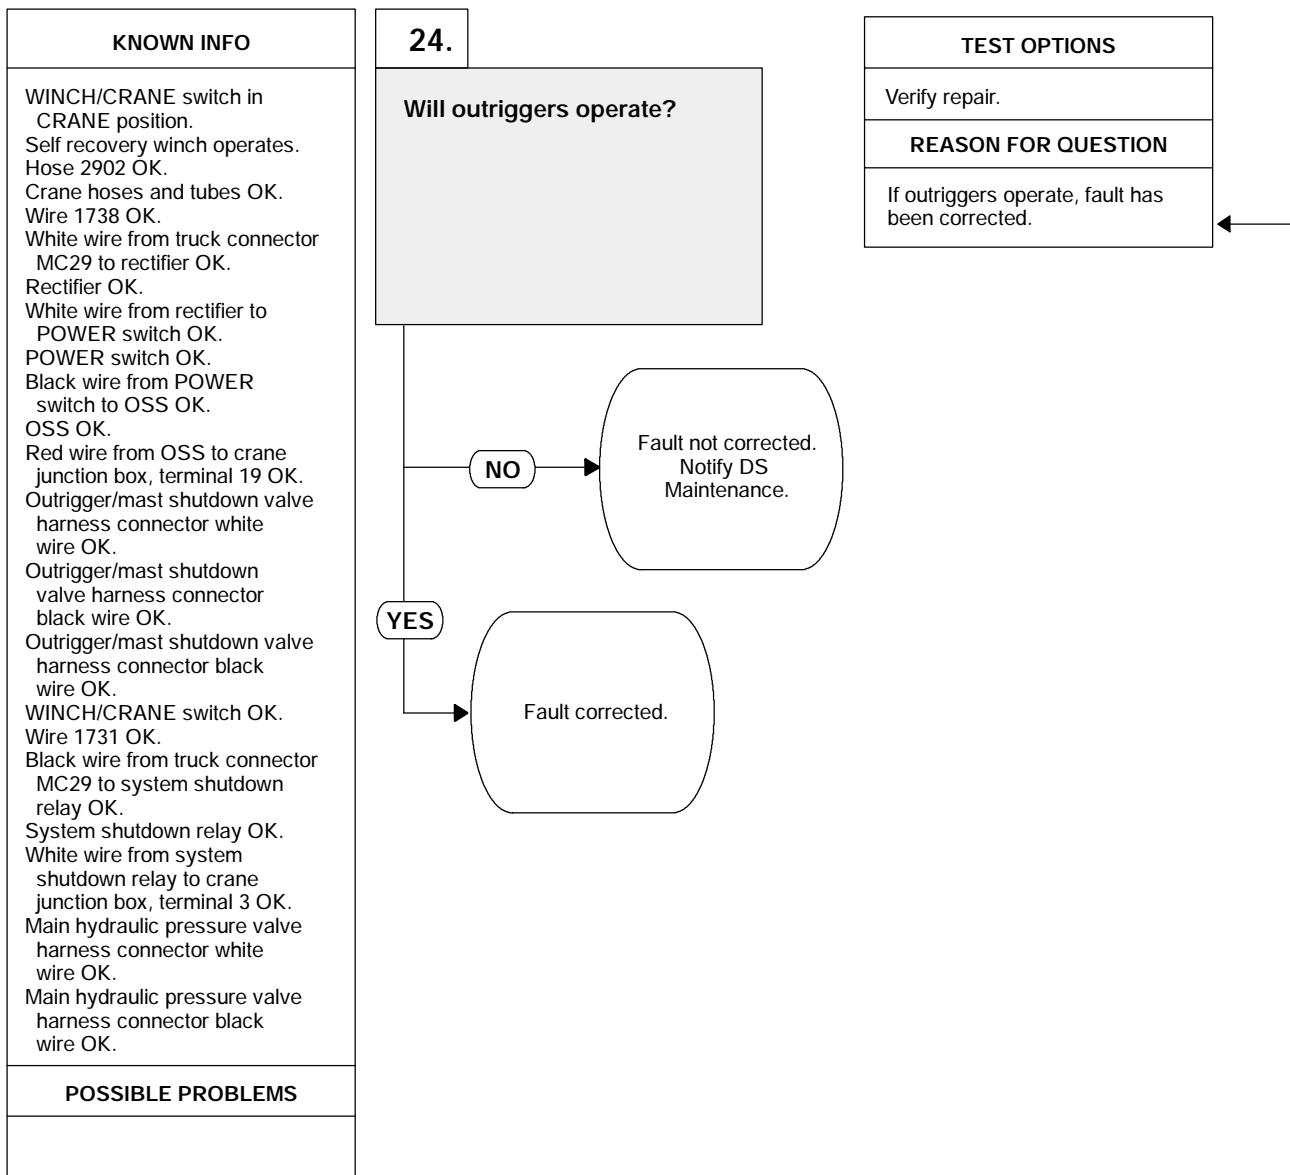 KNOWN INFO
WINCH/CRANE switch in
CRANE position.
Self recovery winch operates.
Hose 2902 OK.
Crane hoses and tubes OK.
Wire 1738 OK.
White wire from truck connector
MC29 to rectifier OK.
Rectifier OK.
White wire from rectifier to
POWER switch OK.
POWER switch OK.
Black wire from POWER
switch to OSS OK.
OSS OK.
Red wire from OSS to crane
junction box, terminal 19 OK.
Outrigger/mast shutdown valve
harness connector white
wire OK.
Outrigger/mast shutdown
valve harness connector
black wire OK.
Outrigger/mast shutdown valve
harness connector black
wire OK.
WINCH/CRANE switch OK.
Wire 1731 OK.
Black wire from truck connector
MC29 to system shutdown
relay OK.
System shutdown relay OK.
White wire from system
shutdown relay to crane
junction box, terminal 3 OK.
Main hydraulic pressure valve
harness connector white
wire OK.
Main hydraulic pressure valve
harness connector black
wire OK.
POSSIBLE PROBLEMS
24.
Will outriggers operate?
NO
Fault not corrected.
Notify DS
Maintenance.
YES
Fault corrected.
TEST OPTIONS
Verify repair.
REASON FOR QUESTION
If outriggers operate, fault has
been corrected.